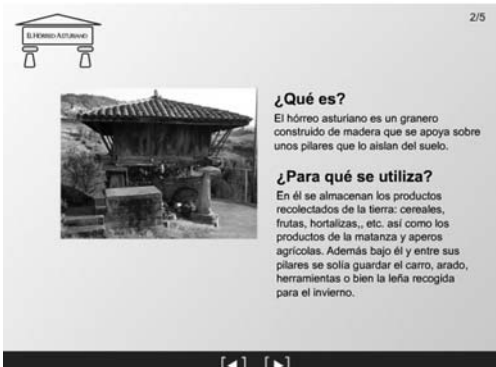 2/5
EL HÓRREO ASTURIANO
¿Qué es?
El hórreo asturiano es un granero
construido de madera que se apoya sobre
unos pilares que lo aislan del suelo.
¿Para qué se utiliza?
En él se almacenan los productos
recolectados de la tierra: cereales,
frutas, hortalizas,, etc. así como los
productos de la matanza y aperos
agrícolas. Además bajo él y entre sus
pilares se solía guardar el carro, arado,
herramientas o bien la leña recogida
para el invierno.